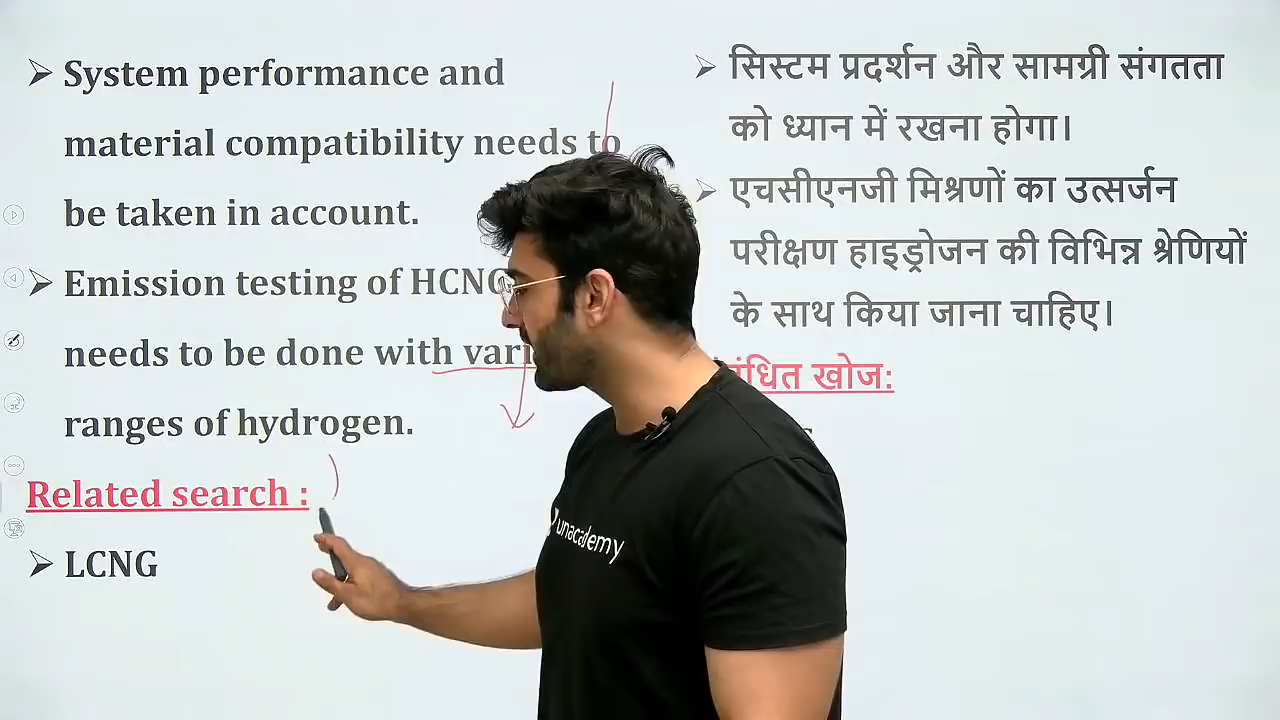 System performance and
material compatibility needs to
be taken in account.
Emission testing of HCNG
needs to be done with
ranges of hydrogen.
Related search :
LCNG
सिस्टम प्रदर्शन और सामग्री संगतता
को ध्यान में रखना होगा।
एचसीएनजी मिश्रणों का उत्सर्जन
परीक्षण हाइड्रोजन की विभिन्न श्रेणियों
के साथ किया जाना चाहिए।
खोज:
unacademy